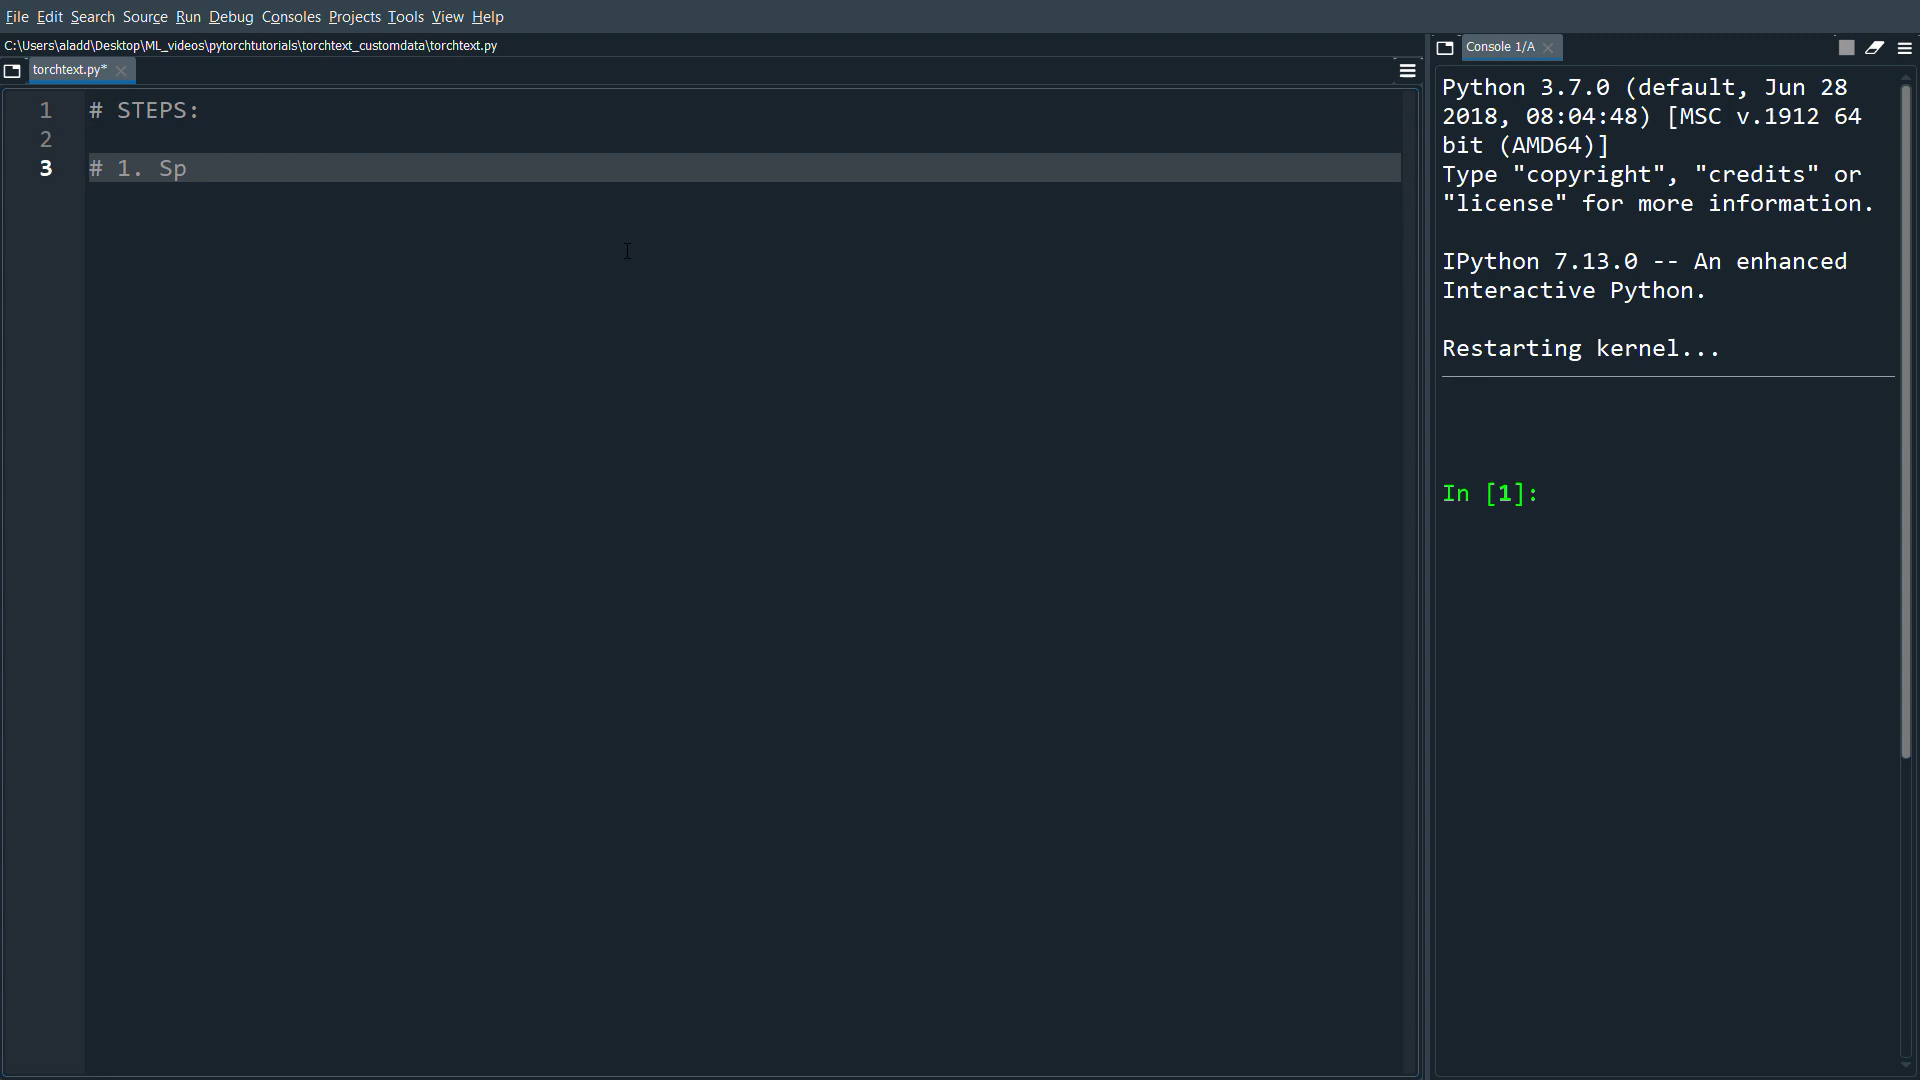 File Edit Search Source Run Debug Consoles Projects Tools View Help
C:\Users\aladd\Desktop\ML_videos\pytorchtutorials\torchtext_customdata\torchtext.py
torchtext.py*
1 # STEPS:
2
3 # 1. Sp
Console 1/A
Python 3.7.0 (default, Jun 28
2018, 08:04:48) [MSC v.1912 64
bit (AMD64)]
Type "copyright", "credits" or
"license" for more information.
IPython 7.13.0 -- An enhanced
Interactive Python.
Restarting kernel...
In [1]: